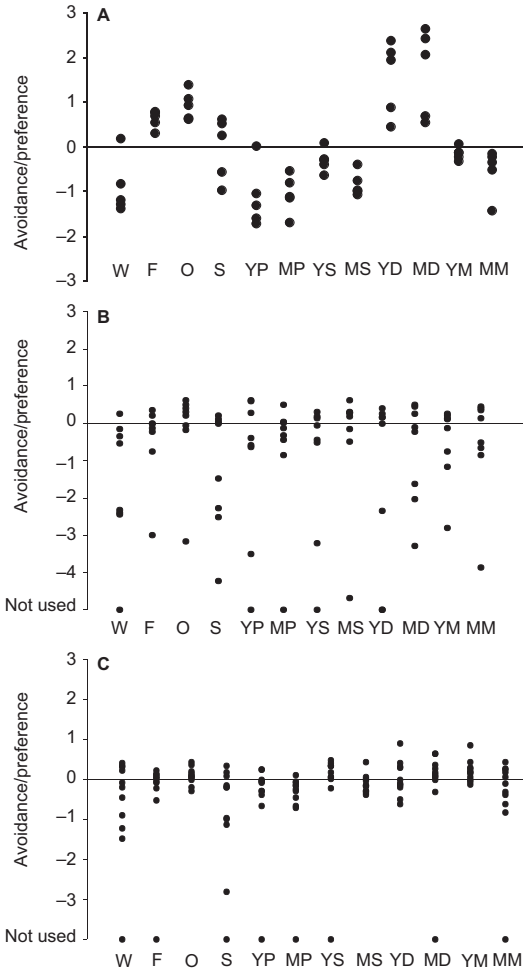 A
3
2
1
0
–1
–2
–3
Avoidance/preference
W F O S YP MP YS MS YD MD YM MM
B
3
2
1
0
–1
–2
–3
–4
Not used
Avoidance/preference
W F O S YP MP YS MS YD MD YM MM
C
3
2
1
0
–1
–2
–3
Not used
Avoidance/preference
W F O S YP MP YS MS YD MD YM MM